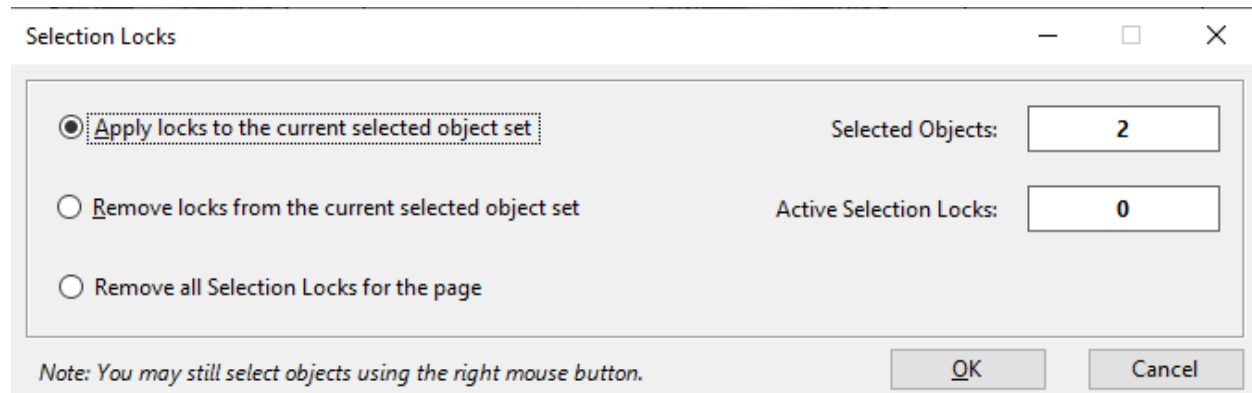 Selection Locks
Apply locks to the current selected object set
Selected Objects:
2
Remove locks from the current selected object set
Active Selection Locks:
0
Remove all Selection Locks for the page
Note: You may still select objects using the right mouse button.
OK
Cancel